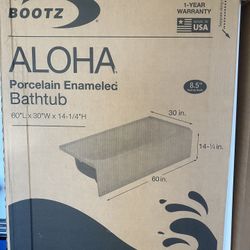 BOOTZ
1-YEAR
WARRANTY
MADE IN
USA
ALOHA
Porcelain Enameled
Bathtub
60"L x 30"W x 14-1/4"H
8.5"
30 in.
14-¼ in.
60 in.